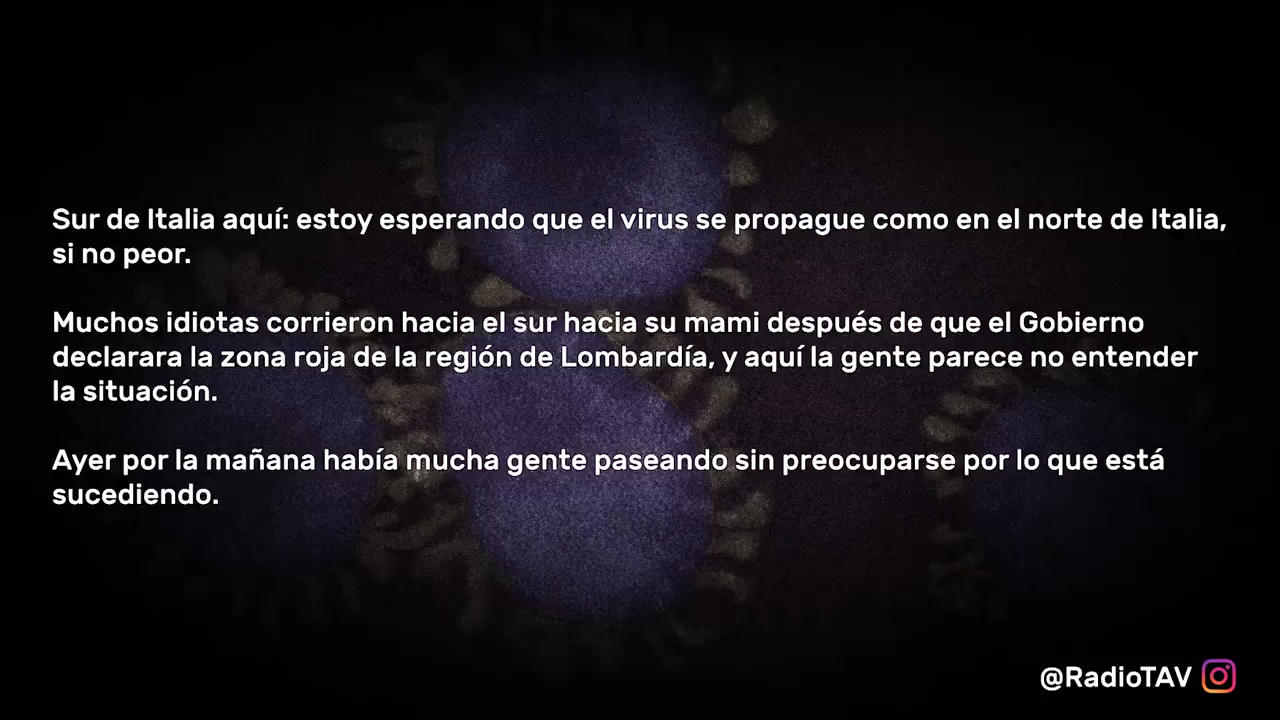 Sur de Italia aquí: estoy esperando que el virus se propague como en el norte de Italia,
si no peor.
Muchos idiotas corrieron hacia el sur hacia su mami después de que el Gobierno
declarara la zona roja de la región de Lombardía, y aquí la gente parece no entender
la situación.
Ayer por la mañana había mucha gente paseando sin preocuparse por lo que está
sucediendo.
@RadioTAV